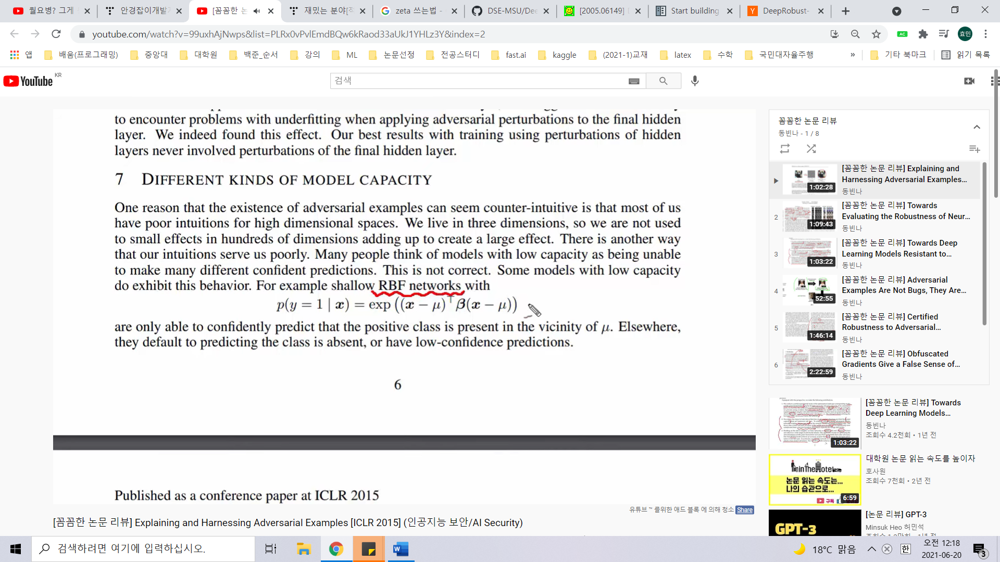 월요병? 그게
안경잡이개발
[꼼꼼한 논
재밌는 분야[적
zeta 쓰는법 -
DSE-MSU/Dee
[2005.06149]
Start building
DeepRobust-
youtube.com/watch?v=99uxhAjNwps&list=PLRx0vPvlEmdBQw6kRaod33aUkJ1YHLz3Y&index=2
AC
효민
앱
배움(프로그래밍)
중앙대
대학원
백준_순서
강의
ML
논문선정
전공스터디
fast.ai
kaggle
(2021-1)교재
latex
수학
국민대자율주행
»
기타 북마크
읽기 목록
YouTube KR
검색
to encounter problems with underfitting when applying adversarial perturbations to the final hidden
layer. We indeed found this effect. Our best results with training using perturbations of hidden
layers never involved perturbations of the final hidden layer.
7 DIFFERENT KINDS OF MODEL CAPACITY
One reason that the existence of adversarial examples can seem counter-intuitive is that most of us
have poor intuitions for high dimensional spaces. We live in three dimensions, so we are not used
to small effects in hundreds of dimensions adding up to create a large effect. There is another way
that our intuitions serve us poorly. Many people think of models with low capacity as being unable
to make many different confident predictions. This is not correct. Some models with low capacity
do exhibit this behavior. For example shallow RBF networks with
p(y = 1 | x) = exp ((x − μ)⊤β(x − μ))
are only able to confidently predict that the positive class is present in the vicinity of μ. Elsewhere,
they default to predicting the class is absent, or have low-confidence predictions.
6
Published as a conference paper at ICLR 2015
유튜브 ™ 를위한 애드 블록 에 의해 청소 Share
[꼼꼼한 논문 리뷰] Explaining and Harnessing Adversarial Examples [ICLR 2015] (인공지능 보안/AI Security)
꼼꼼한 논문 리뷰
동빈나 - 1 / 8
[꼼꼼한 논문 리뷰] Explaining and
Harnessing Adversarial Examples…
1:02:28
동빈나
2
[꼼꼼한 논문 리뷰] Towards
Evaluating the Robustness of Neur…
1:09:43
동빈나
3
[꼼꼼한 논문 리뷰] Towards Deep
Learning Models Resistant to…
1:03:22
동빈나
4
[꼼꼼한 논문 리뷰] Adversarial
Examples Are Not Bugs, They Are…
52:55
동빈나
5
[꼼꼼한 논문 리뷰] Certified
Robustness to Adversarial…
1:46:14
동빈나
6
[꼼꼼한 논문 리뷰] Obfuscated
Gradients Give a False Sense of…
2:22:59
동빈나
[꼼꼼한 논문 리뷰] Towards
Deep Learning Models…
동빈나
조회수 4.2천회 • 1년 전
1:03:22
대학원 논문 읽는 속도를 높이자
호사원
조회수 7천회 • 2년 전
논문 읽는 속도는...
나의 습관으로...
구독
6:59
[논문 리뷰] GPT-3
Minsuk Heo 허민석
GPT-3
검색하려면 여기에 입력하십시오.
18°C 맑음
한
오전 12:18
2021-06-20
3